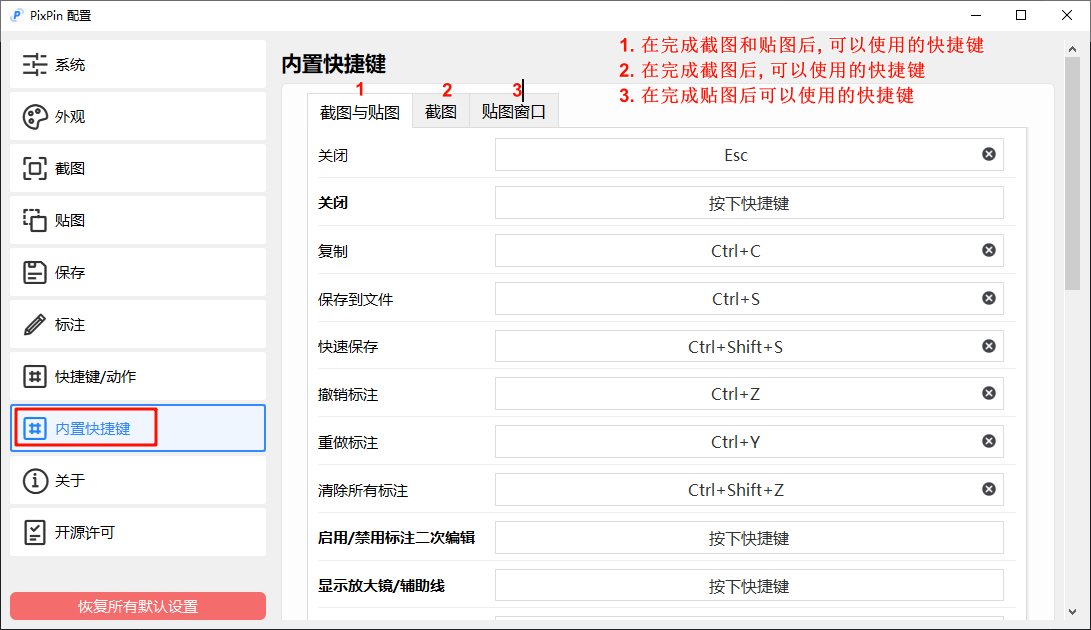 PixPin 配置
系统
外观
截图
贴图
保存
标注
快捷键/动作
内置快捷键
关于
开源许可
恢复所有默认设置
内置快捷键
1. 在完成截图和贴图后, 可以使用的快捷键
2. 在完成截图后, 可以使用的快捷键
3. 在完成贴图后可以使用的快捷键
1 2 3
截图与贴图 截图 贴图窗口
关闭 Esc
关闭 按下快捷键
复制 Ctrl+C
保存到文件 Ctrl+S
快速保存 Ctrl+Shift+S
撤销标注 Ctrl+Z
重做标注 Ctrl+Y
清除所有标注 Ctrl+Shift+Z
启用/禁用标注二次编辑 按下快捷键
显示放大镜/辅助线 按下快捷键